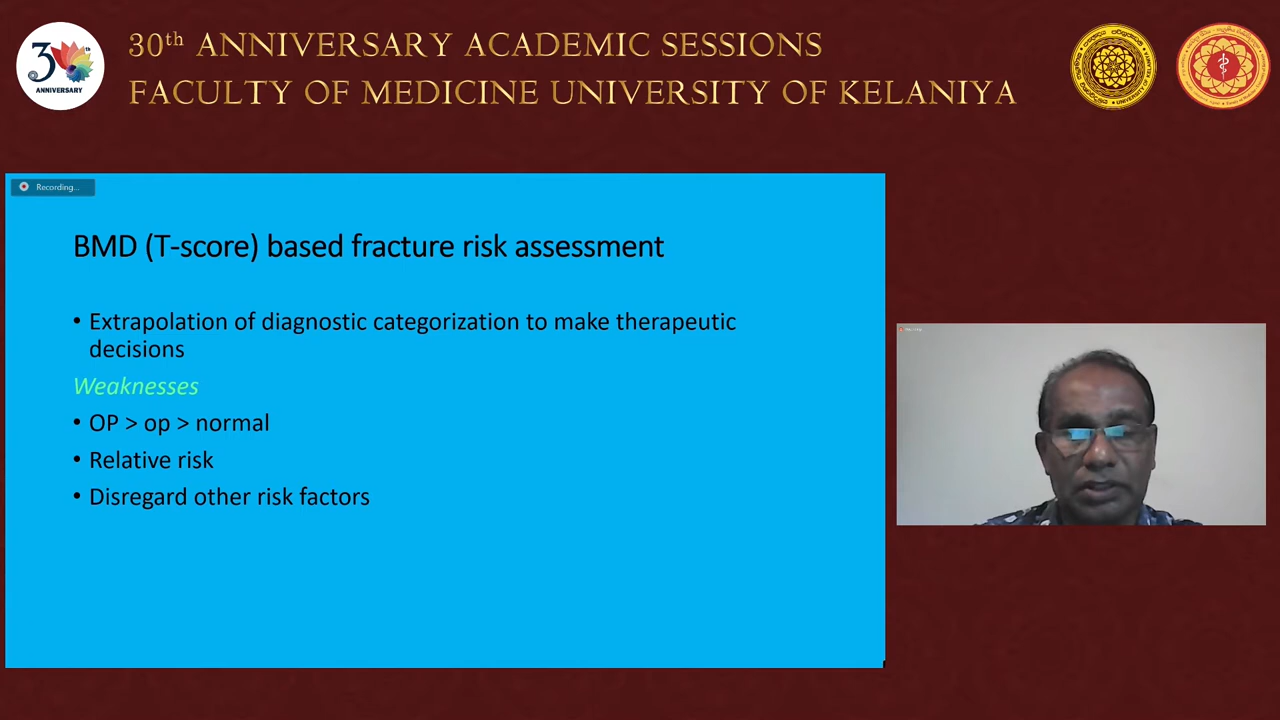 30th ANNIVERSARY
30th ANNIVERSARY ACADEMIC SESSIONS
FACULTY OF MEDICINE UNIVERSITY OF KELANIYA
Recording...
BMD (T-score) based fracture risk assessment
• Extrapolation of diagnostic categorization to make therapeutic
decisions
Weaknesses
• OP > op > normal
• Relative risk
• Disregard other risk factors